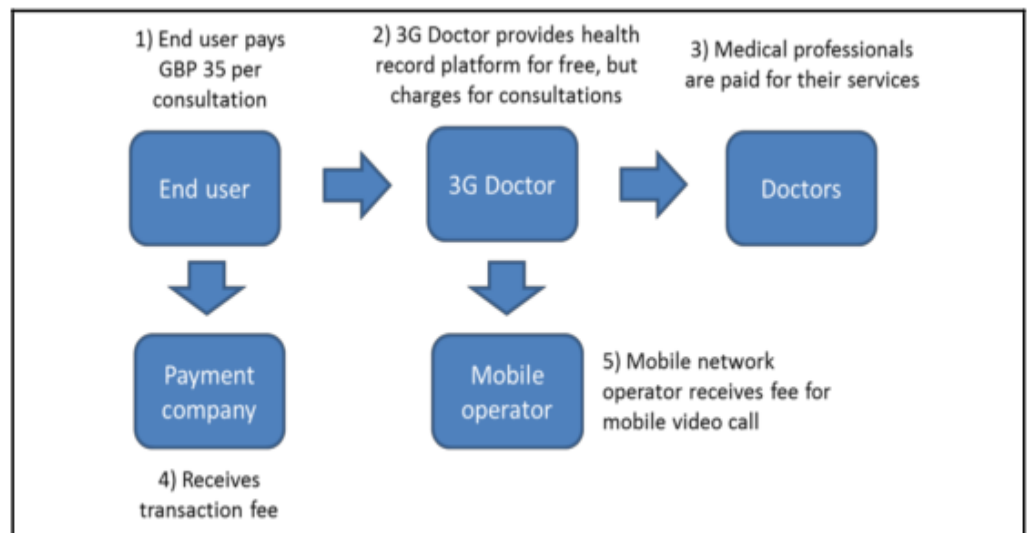 1) End user pays
GBP 35 per
consultation
2) 3G Doctor provides health
record platform for free, but
charges for consultations
3) Medical professionals
are paid for their services
End user
3G Doctor
Doctors
Payment
company
Mobile
operator
5) Mobile network
operator receives fee for
mobile video call
4) Receives
transaction fee